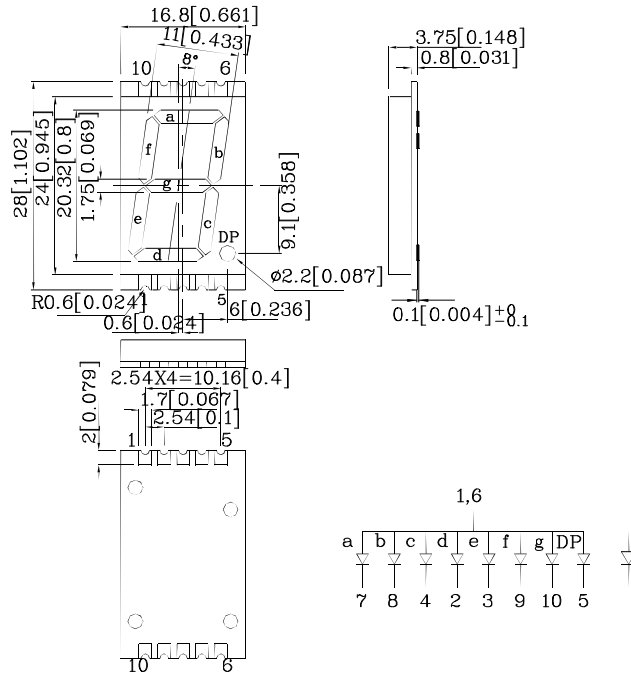 16.8[0.661]
11[0.433]
8°
10 6
a
f b
g
e c
d DP
28[1.102]
24[0.945]
20.32[0.8]
1.75[0.069]
9.1[0.358]
ø2.2[0.087]
R0.6[0.024]
5
6[0.236]
0.6[0.024]
3.75[0.148]
0.8[0.031]
0.1[0.004]+0 -0.1
2.54X4=10.16[0.4]
1.7[0.067]
2.54[0.1]
2[0.079]
1 5
10 6
1,6
a b c d e f g DP
7 8 4 2 3 9 10 5